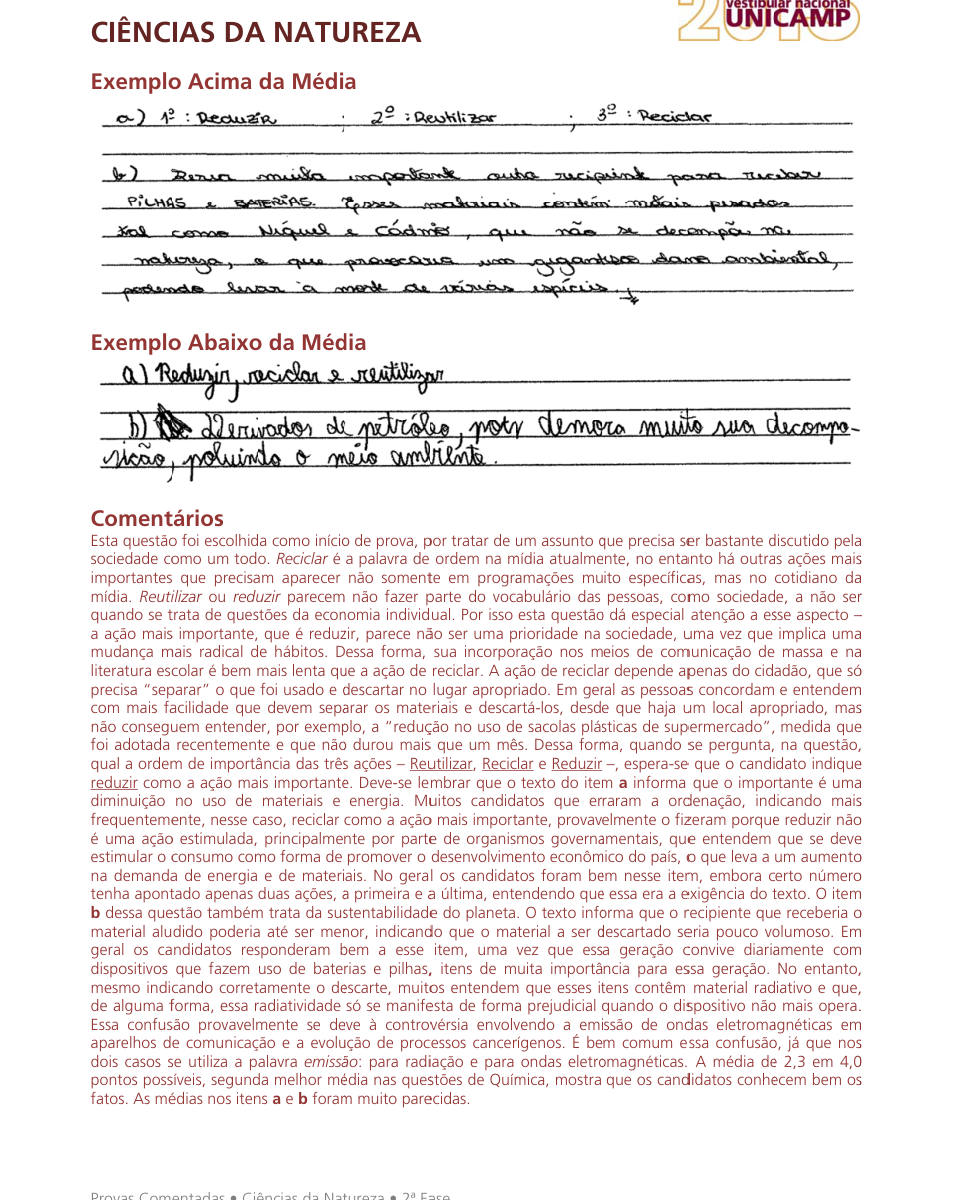 CIÊNCIAS DA NATUREZA
vestibular nacional
UNICAMP
Exemplo Acima da Média
a) 1º : Reduzir ; 2º : Reutilizar ; 3º : Reciclar
b) Seria muito importante outro recipiente para receber
PILHAS e BATERIAS. Esses materiais contém metais pesados
tal como Níquel e Cádmio, que não se decompõe na
natureza, o que provocaria um gigantesco dano ambiental,
podendo levar à morte de várias espécies.
Exemplo Abaixo da Média
a) Reduzir, reciclar e reutilizar
b) Derivados de petróleo, pois demora muito sua decompo-
sicão, poluindo o meio ambiente.
Comentários
Esta questão foi escolhida como início de prova, por tratar de um assunto que precisa ser bastante discutido pela
sociedade como um todo. Reciclar é a palavra de ordem na mídia atualmente, no entanto há outras ações mais
importantes que precisam aparecer não somente em programações muito específicas, mas no cotidiano da
mídia. Reutilizar ou reduzir parecem não fazer parte do vocabulário das pessoas, como sociedade, a não ser
quando se trata de questões da economia individual. Por isso esta questão dá especial atenção a esse aspecto –
a ação mais importante, que é reduzir, parece não ser uma prioridade na sociedade, uma vez que implica uma
mudança mais radical de hábitos. Dessa forma, sua incorporação nos meios de comunicação de massa e na
literatura escolar é bem mais lenta que a ação de reciclar. A ação de reciclar depende apenas do cidadão, que só
precisa “separar” o que foi usado e descartar no lugar apropriado. Em geral as pessoas concordam e entendem
com mais facilidade que devem separar os materiais e descartá-los, desde que haja um local apropriado, mas
não conseguem entender, por exemplo, a “redução no uso de sacolas plásticas de supermercado”, medida que
foi adotada recentemente e que não durou mais que um mês. Dessa forma, quando se pergunta, na questão,
qual a ordem de importância das três ações – Reutilizar, Reciclar e Reduzir –, espera-se que o candidato indique
reduzir como a ação mais importante. Deve-se lembrar que o texto do item a informa que o importante é uma
diminuição no uso de materiais e energia. Muitos candidatos que erraram a ordenação, indicando mais
frequentemente, nesse caso, reciclar como a ação mais importante, provavelmente o fizeram porque reduzir não
é uma ação estimulada, principalmente por parte de organismos governamentais, que entendem que se deve
estimular o consumo como forma de promover o desenvolvimento econômico do país, o que leva a um aumento
na demanda de energia e de materiais. No geral os candidatos foram bem nesse item, embora certo número
tenha apontado apenas duas ações, a primeira e a última, entendendo que essa era a exigência do texto. O item
b dessa questão também trata da sustentabilidade do planeta. O texto informa que o recipiente que receberia o
material aludido poderia até ser menor, indicando que o material a ser descartado seria pouco volumoso. Em
geral os candidatos responderam bem a esse item, uma vez que essa geração convive diariamente com
dispositivos que fazem uso de baterias e pilhas, itens de muita importância para essa geração. No entanto,
mesmo indicando corretamente o descarte, muitos entendem que esses itens contêm material radiativo e que,
de alguma forma, essa radiatividade só se manifesta de forma prejudicial quando o dispositivo não mais opera.
Essa confusão provavelmente se deve à controvérsia envolvendo a emissão de ondas eletromagnéticas em
aparelhos de comunicação e a evolução de processos cancerígenos. É bem comum essa confusão, já que nos
dois casos se utiliza a palavra emissão: para radiação e para ondas eletromagnéticas. A média de 2,3 em 4,0
pontos possíveis, segunda melhor média nas questões de Química, mostra que os candidatos conhecem bem os
fatos. As médias nos itens a e b foram muito parecidas.
Provas Comentadas • Ciências da Natureza • 2ª Fase